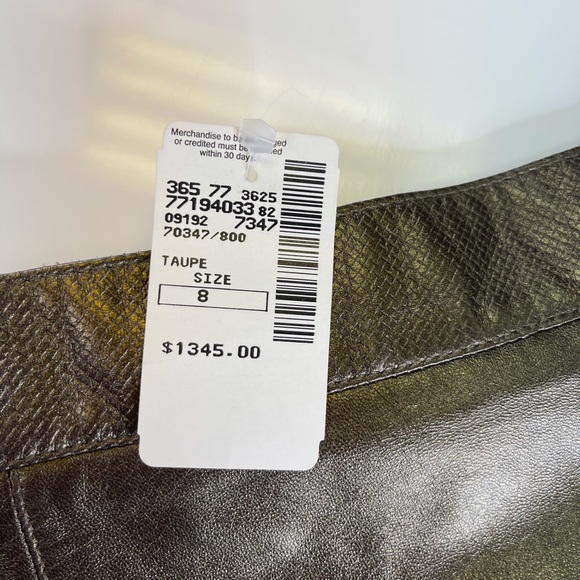 Merchandise to be
or credited must be
within 30 days
365 77 3625
77194033 82
09192 7347
70347/800
TAUPE
SIZE
8
$1345.00